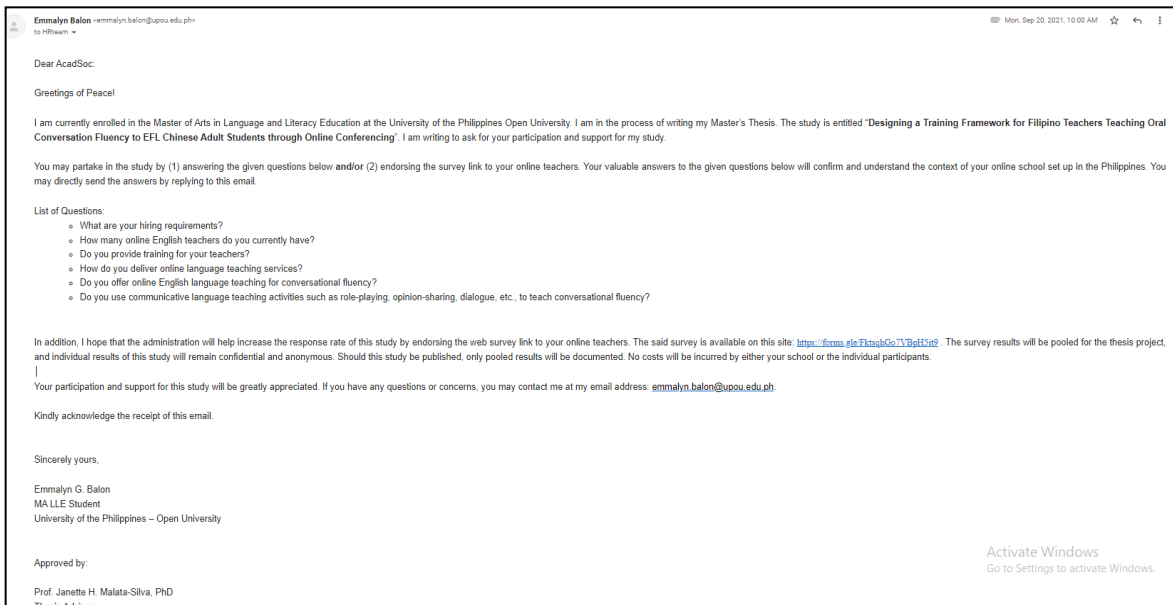 Emmalyn Balon <emmalyn.balon@upou.edu.ph>
Mon, Sep 20, 2021, 10:00 AM
to HRteam
Dear AcadSoc:
Greetings of Peace!
I am currently enrolled in the Master of Arts in Language and Literacy Education at the University of the Philippines Open University. I am in the process of writing my Master's Thesis. The study is entitled "Designing a Training Framework for Filipino Teachers Teaching Oral
Conversation Fluency to EFL Chinese Adult Students through Online Conferencing". I am writing to ask for your participation and support for my study.
You may partake in the study by (1) answering the given questions below and/or (2) endorsing the survey link to your online teachers. Your valuable answers to the given questions below will confirm and understand the context of your online school set up in the Philippines. You
may directly send the answers by replying to this email.
List of Questions:
What are your hiring requirements?
How many online English teachers do you currently have?
Do you provide training for your teachers?
How do you deliver online language teaching services?
Do you offer online English language teaching for conversational fluency?
Do you use communicative language teaching activities such as role-playing, opinion-sharing, dialogue, etc., to teach conversational fluency?
In addition, I hope that the administration will help increase the response rate of this study by endorsing the web survey link to your online teachers. The said survey is available on this site: https://forms.gle/FktsqhGo7VBpH5it9 . The survey results will be pooled for the thesis project,
and individual results of this study will remain confidential and anonymous. Should this study be published, only pooled results will be documented. No costs will be incurred by either your school or the individual participants.
Your participation and support for this study will be greatly appreciated. If you have any questions or concerns, you may contact me at my email address: emmalyn.balon@upou.edu.ph.
Kindly acknowledge the receipt of this email.
Sincerely yours,
Emmalyn G. Balon
MA LLE Student
University of the Philippines – Open University
Approved by:
Activate Windows
Go to Settings to activate Windows.
Prof. Janette H. Malata-Silva, PhD